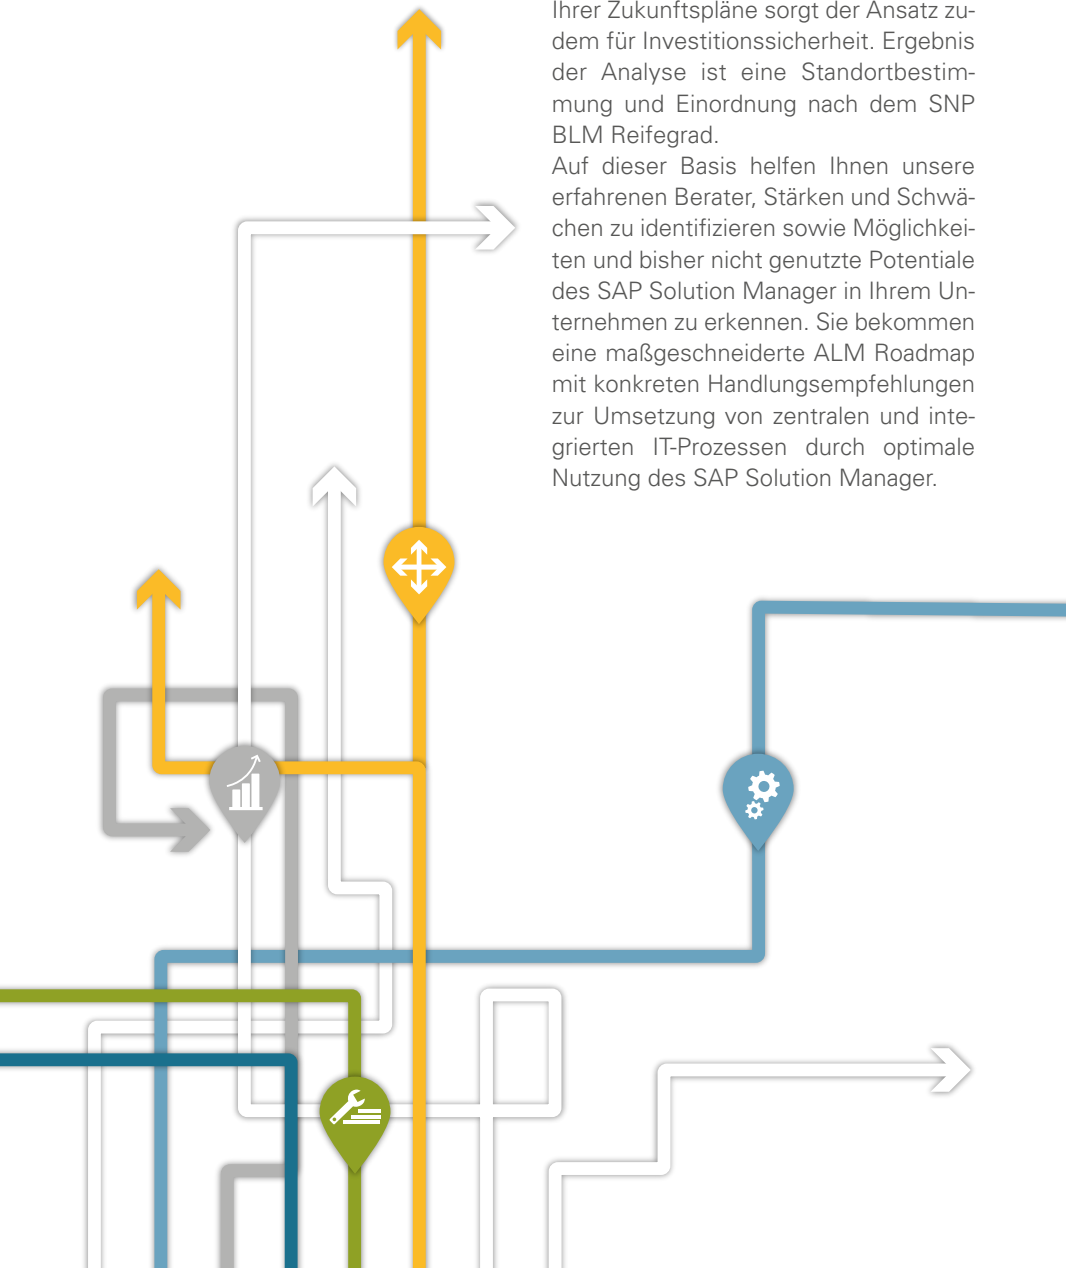 Ihrer Zukunftspläne sorgt der Ansatz zu-
dem für Investitionssicherheit. Ergebnis
der Analyse ist eine Standortbestim-
mung und Einordnung nach dem SNP
BLM Reifegrad.
Auf dieser Basis helfen Ihnen unsere
erfahrenen Berater, Stärken und Schwä-
chen zu identifizieren sowie Möglichkei-
ten und bisher nicht genutzte Potentiale
des SAP Solution Manager in Ihrem Un-
ternehmen zu erkennen. Sie bekommen
eine maßgeschneiderte ALM Roadmap
mit konkreten Handlungsempfehlungen
zur Umsetzung von zentralen und inte-
grierten IT-Prozessen durch optimale
Nutzung des SAP Solution Manager.